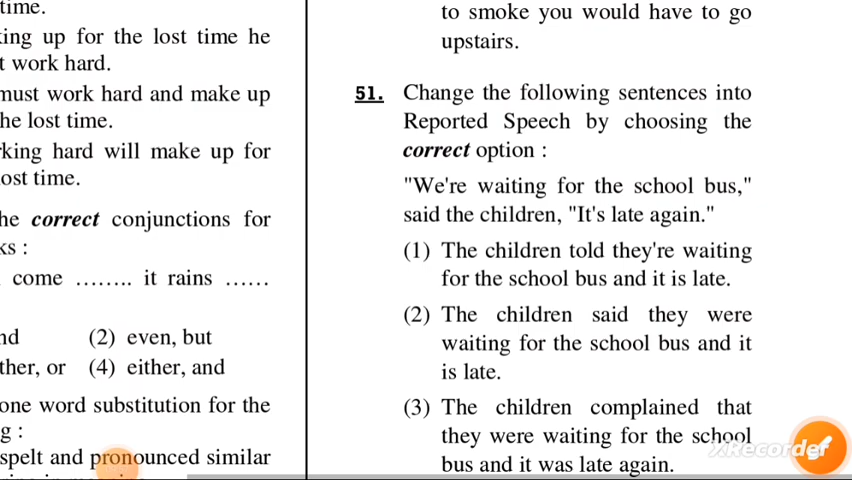 time.
ing up for the lost time he
t work hard.
must work hard and make up
he lost time.
rking hard will make up for
ost time.
he correct conjunctions for
ks :
come …….. it rains ……
nd (2) even, but
ther, or (4) either, and
one word substitution for the
g :
spelt and pronounced similar
to smoke you would have to go
upstairs.
51. Change the following sentences into
Reported Speech by choosing the
correct option :
"We're waiting for the school bus,"
said the children, "It's late again."
(1) The children told they're waiting
for the school bus and it is late.
(2) The children said they were
waiting for the school bus and it
is late.
(3) The children complained that
they were waiting for the school
bus and it was late again.
XRecorder